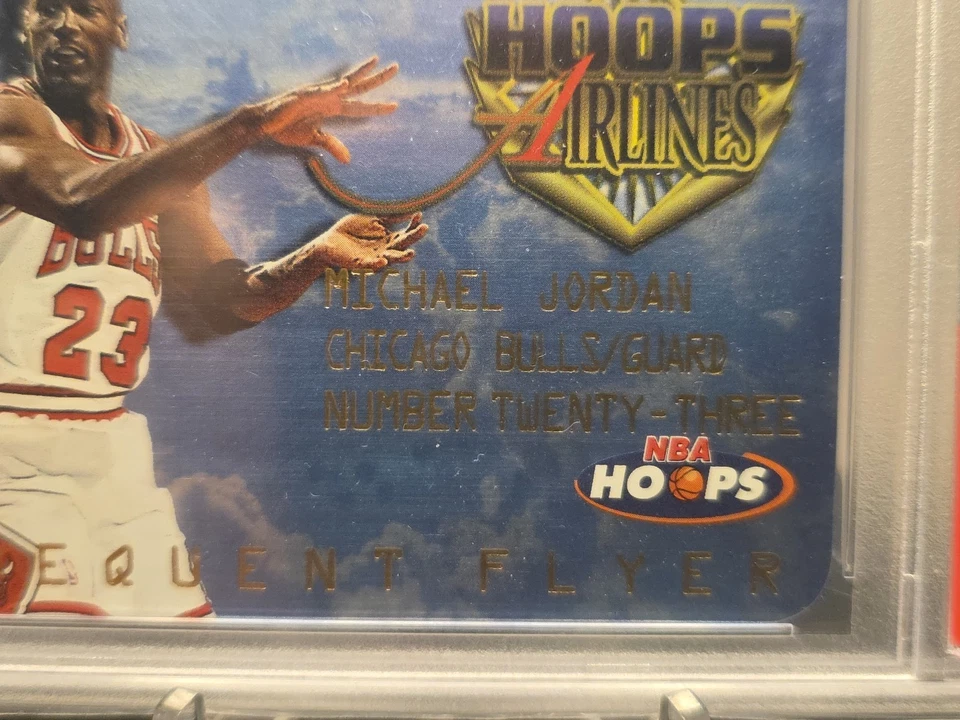 HOOPS
AIRLINES
BULLS
23
MICHAEL JORDAN
CHICAGO BULLS/GUARD
NUMBER TWENTY-THREE
NBA
HOOPS
EQUENT FLYER